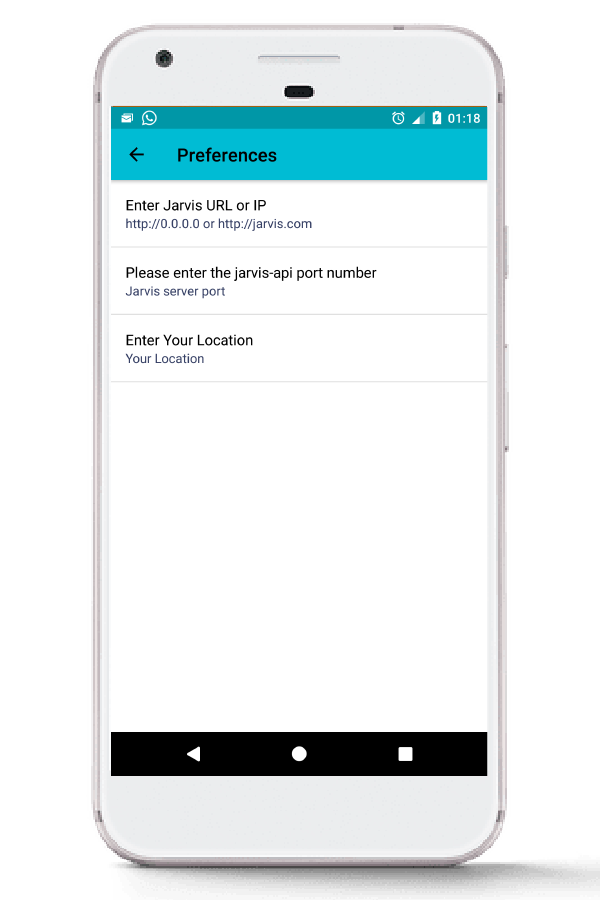 01:18
Preferences
Enter Jarvis URL or IP
http://0.0.0.0 or http://jarvis.com
Please enter the jarvis-api port number
Jarvis server port
Enter Your Location
Your Location